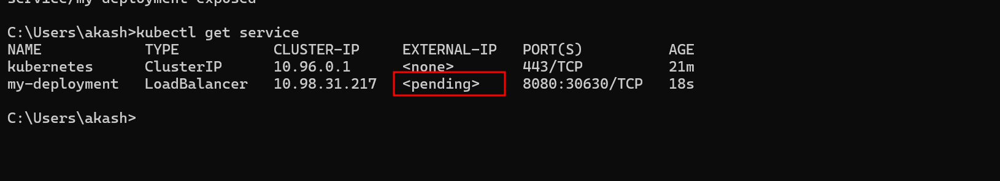 service/my-deployment exposed
C:\Users\akash>kubectl get service
NAME TYPE CLUSTER-IP EXTERNAL-IP PORT(S) AGE
kubernetes ClusterIP 10.96.0.1 <none> 443/TCP 21m
my-deployment LoadBalancer 10.98.31.217 <pending> 8080:30630/TCP 18s
C:\Users\akash>